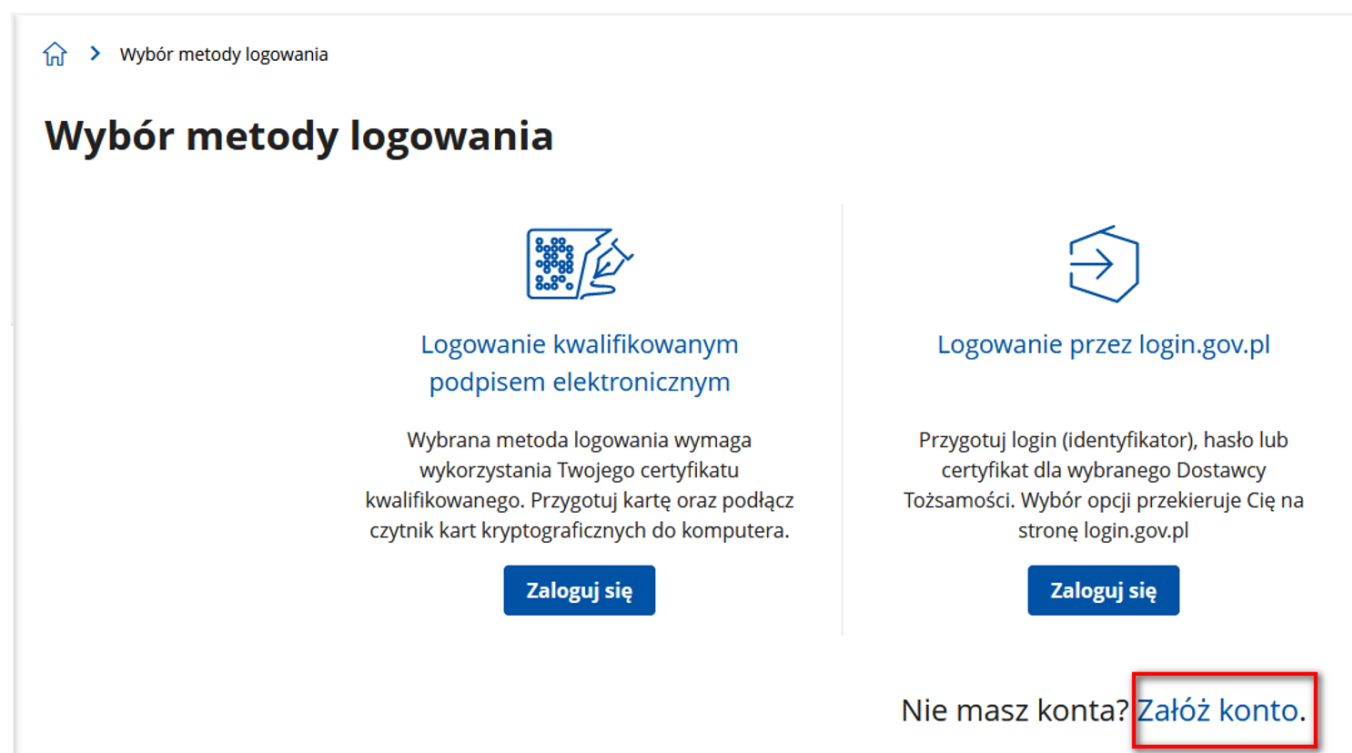 Wybór metody logowania
Wybór metody logowania
Logowanie kwalifikowanym
podpisem elektronicznym
Wybrana metoda logowania wymaga
wykorzystania Twojego certyfikatu
kwalifikowanego. Przygotuj kartę oraz podłącz
czytnik kart kryptograficznych do komputera.
Zaloguj się
Logowanie przez login.gov.pl
Przygotuj login (identyfikator), hasło lub
certyfikat dla wybranego Dostawcy
Tożsamości. Wybór opcji przekieruje Cię na
stronę login.gov.pl
Zaloguj się
Nie masz konta? Załóż konto.